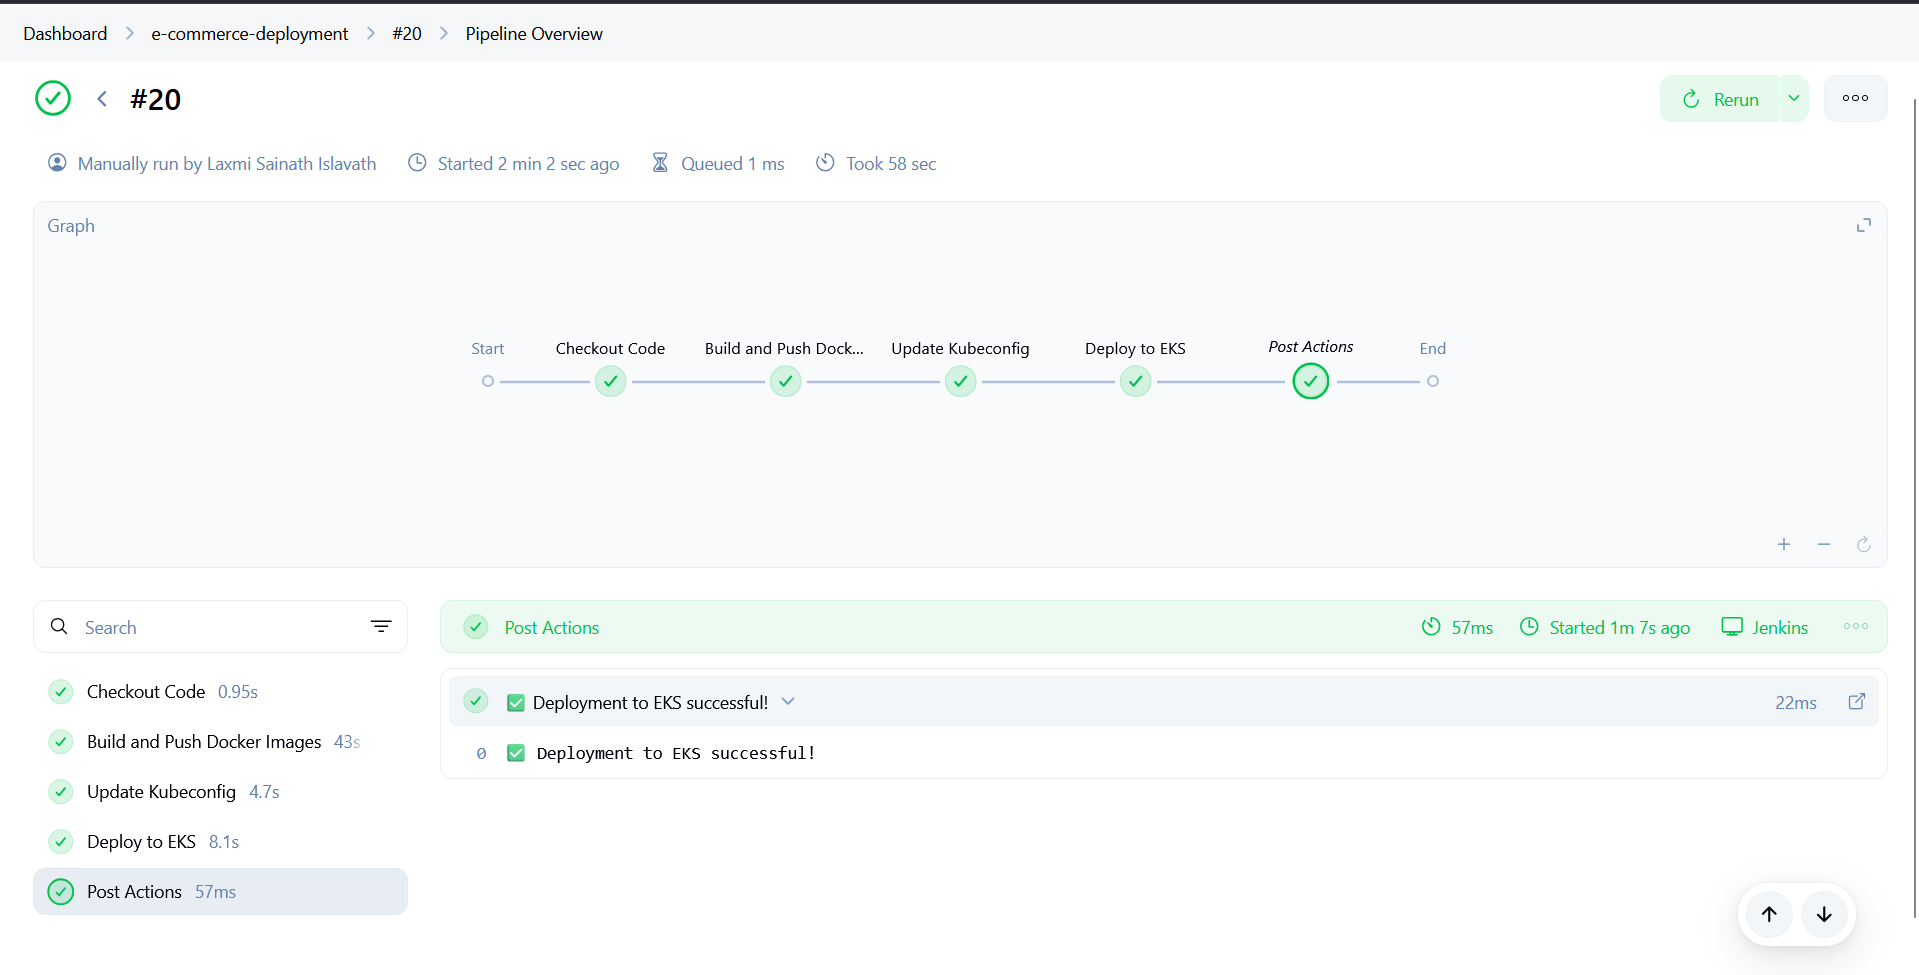 Dashboard > e-commerce-deployment > #20 > Pipeline Overview
#20
Rerun
Manually run by Laxmi Sainath Islavath Started 2 min 2 sec ago Queued 1 ms Took 58 sec
Graph
Start Checkout Code Build and Push Dock... Update Kubeconfig Deploy to EKS Post Actions End
Search
Checkout Code 0.95s
Build and Push Docker Images 43s
Update Kubeconfig 4.7s
Deploy to EKS 8.1s
Post Actions 57ms
Post Actions 57ms Started 1m 7s ago Jenkins
✅ Deployment to EKS successful! 22ms
0 ✅ Deployment to EKS successful!